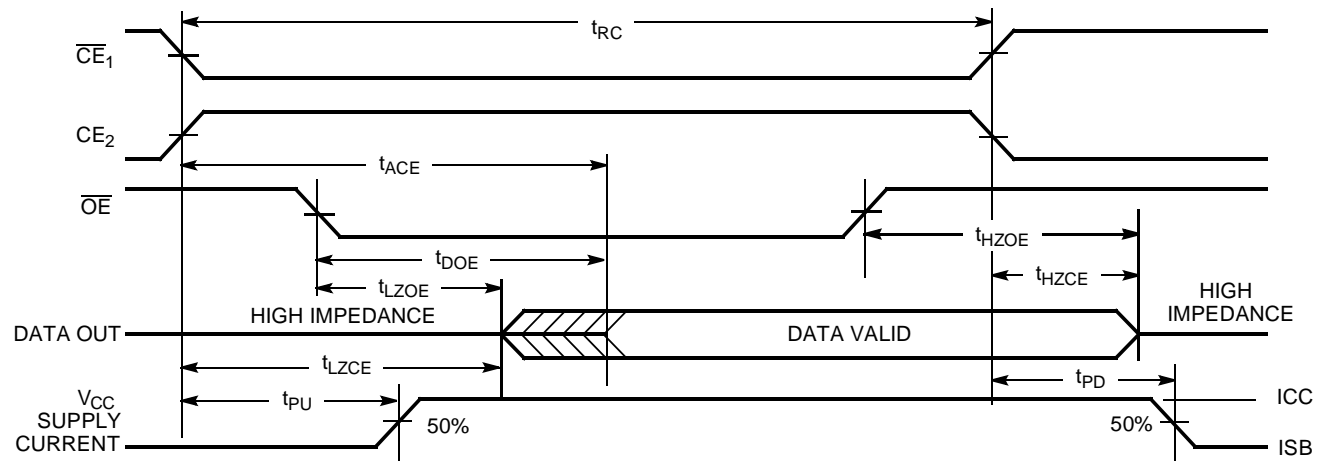 tRC
CE1
CE2
tACE
OE
tHZOE
tDOE
tHZCE
tLZOE
HIGH IMPEDANCE
HIGH
IMPEDANCE
DATA OUT
DATA VALID
tLZCE
tPD
VCC
SUPPLY
CURRENT
tPU
50%
50%
ICC
ISB